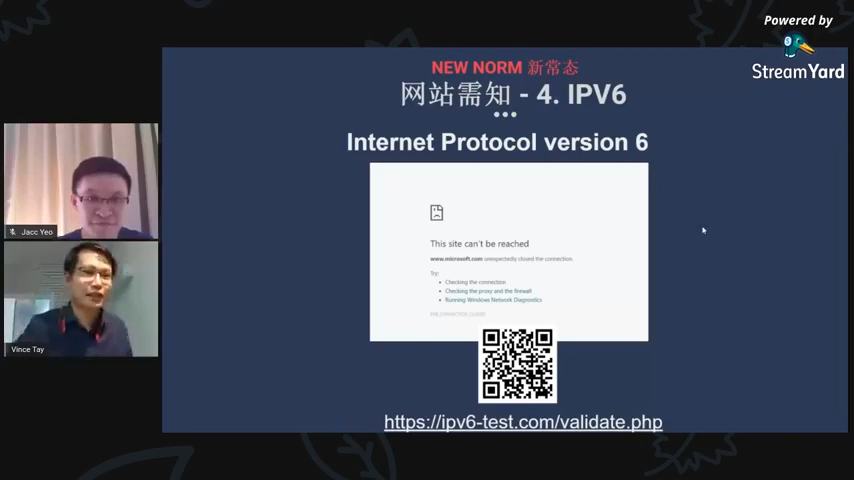 Powered by
StreamYard
NEW NORM 新常态
网站需知 - 4. IPV6
Internet Protocol version 6
This site can't be reached
www.microsoft.com unexpectedly closed the connection.
Try:
Checking the connection
Checking the proxy and the firewall
Running Windows Network Diagnostics
ERR_CONNECTION_CLOSED
https://ipv6-test.com/validate.php
Jacc Yeo
Vince Tay